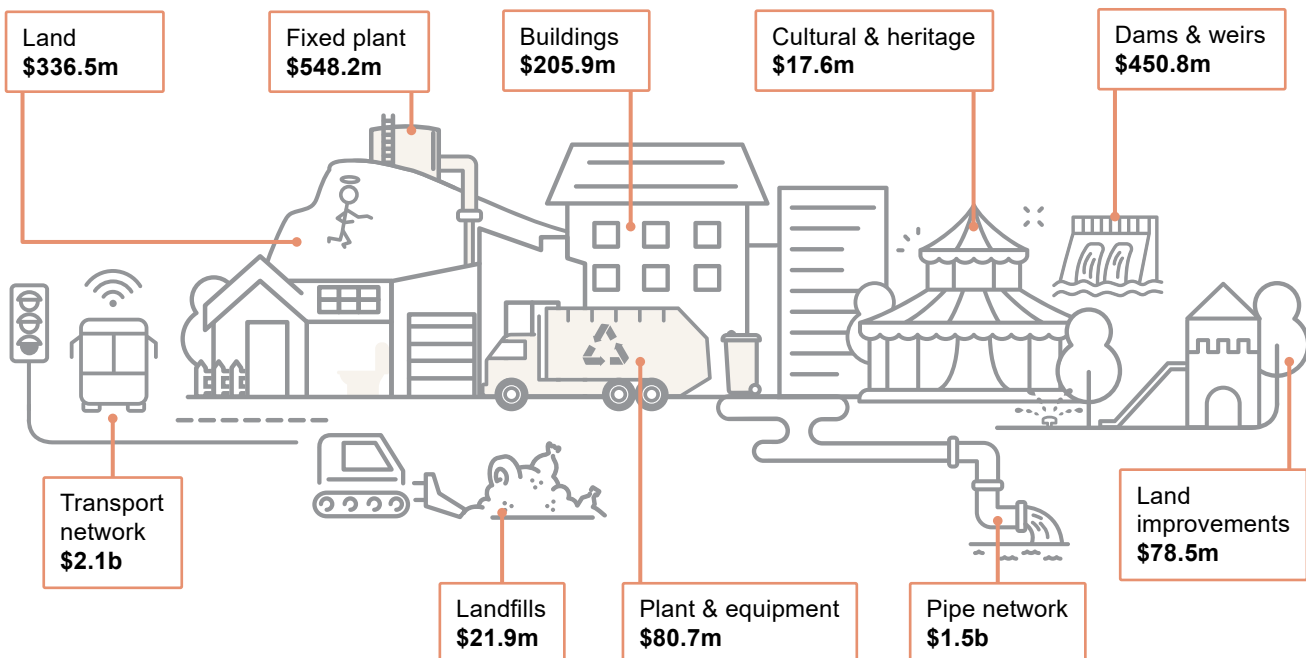 Land
$336.5m
Fixed plant
$548.2m
Buildings
$205.9m
Cultural & heritage
$17.6m
Dams & weirs
$450.8m
Transport
network
$2.1b
Landfills
$21.9m
Plant & equipment
$80.7m
Pipe network
$1.5b
Land
improvements
$78.5m